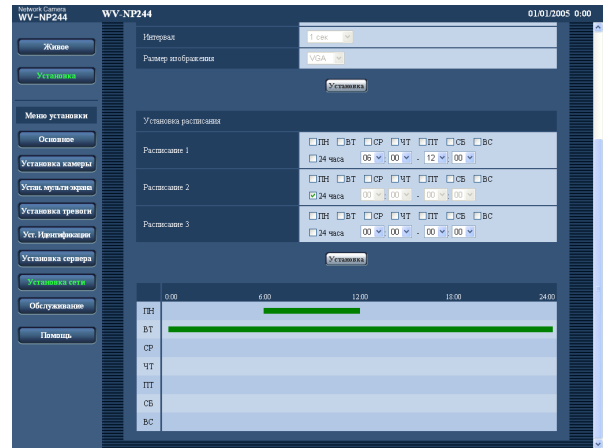 Network Camera
WV-NP244
WV-NP244
01/01/2005 0:00
Живое
Установка
Меню установки
Основное
Установка камеры
Устан. мульти-экрана
Установка тревоги
Уст. Идентификации
Установка сервера
Установка сети
Обслуживание
Помощь
Интервал
1 сек
Размер изображения
VGA
Установка
Установка расписания
Расписание 1
ПН ВТ СР ЧТ ПТ СБ ВС
24 часа 06 : 00 - 12 : 00
Расписание 2
ПН ВТ СР ЧТ ПТ СБ ВС
24 часа 00 : 00 - 00 : 00
Расписание 3
ПН ВТ СР ЧТ ПТ СБ ВС
24 часа 00 : 00 - 00 : 00
Установка
0:00 6:00 12:00 18:00 24:00
ПН
ВТ
СР
ЧТ
ПТ
СБ
ВС